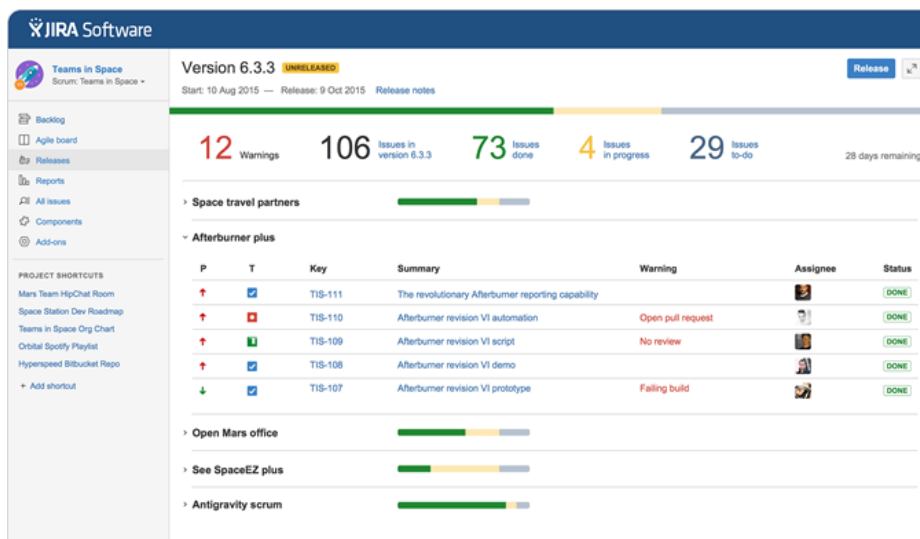 JIRA Software
Teams in Space
Scrum: Teams in Space
Backlog
Agile board
Releases
Reports
All issues
Components
Add-ons
PROJECT SHORTCUTS
Mars Team HipChat Room
Space Station Dev Roadmap
Teams in Space Org Chart
Orbital Spotify Playlist
Hyperspeed Bitbucket Repo
+ Add shortcut
Version 6.3.3 UNRELEASED
Release
Start: 10 Aug 2015 — Release: 9 Oct 2015 Release notes
12 Warnings
106 Issues in version 6.3.3
73 Issues done
4 Issues in progress
29 Issues to-do
28 days remaining
Space travel partners
Afterburner plus
P T Key Summary Warning Assignee Status
TIS-111 The revolutionary Afterburner reporting capability DONE
TIS-110 Afterburner revision VI automation Open pull request DONE
TIS-109 Afterburner revision VI script No review DONE
TIS-108 Afterburner revision VI demo DONE
TIS-107 Afterburner revision VI prototype Failing build DONE
Open Mars office
See SpaceEZ plus
Antigravity scrum